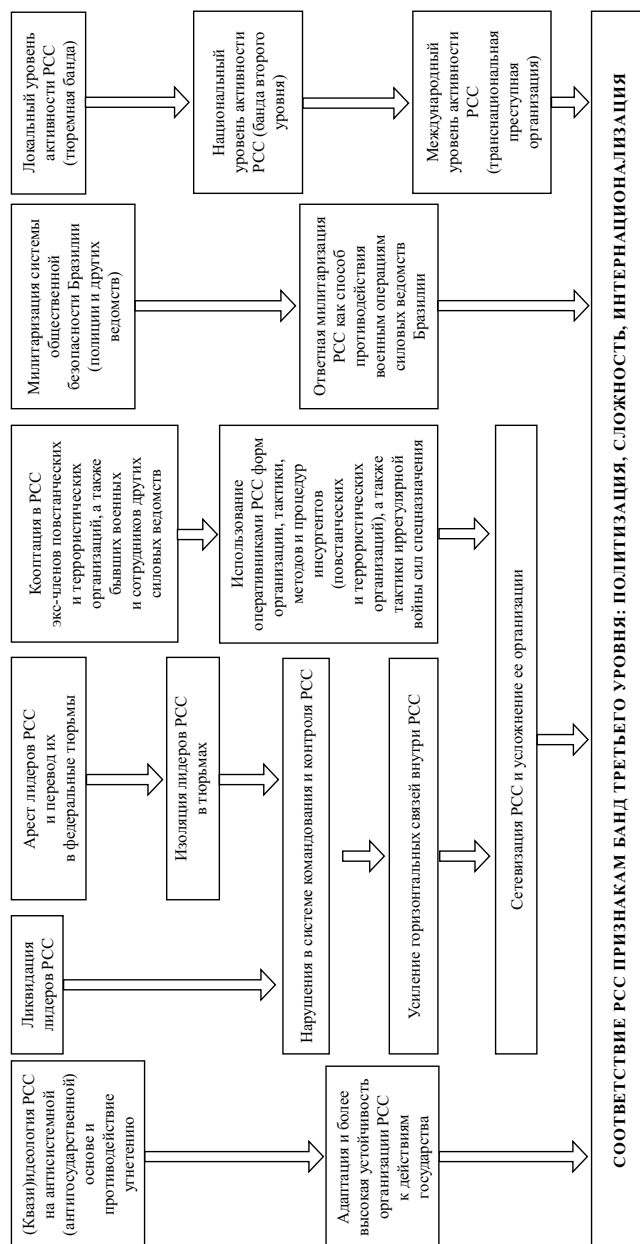 (Квази)идеология PCC
на антисистемной
(антигосударственной)
основе и
противодействие
угнетению
Ликвидация
лидеров PCC
Арест лидеров PCC
и перевод их
в федеральные тюрьмы
Кооптация в PCC
экс-членов повстанческих
и террористических
организаций, а также
бывших военных
и сотрудников других
силовых ведомств
Милитаризация системы
общественной
безопасности Бразилии
(полиции и других
ведомств)
Локальный уровень
активности PCC
(тюремная банда)
Изоляция лидеров PCC
в тюрьмах
Национальный
уровень активности
PCC (банда второго
уровня)
Нарушения в системе командования и контроля PCC
Использование
оперативниками PCC форм
организации, тактики,
методов и процедур
инсургентов
(повстанческих
и террористических
организаций), а также
тактики иррегулярной
войны сил спецназначения
Адаптация и более
высокая устойчивость
организации PCC
к действиям
государства
Усиление горизонтальных связей внутри PCC
Ответная милитаризация
PCC как способ
противодействия
военным операциям
силовых ведомств
Бразилии
Международный
уровень активности
PCC
(транснациональная
преступная
организация)
Сетевизация PCC и усложнение ее организации
СООТВЕТСТВИЕ PCC ПРИЗНАКАМ БАНД ТРЕТЬЕГО УРОВНЯ: ПОЛИТИЗАЦИЯ, СЛОЖНОСТЬ, ИНТЕРНАЦИОНАЛИЗАЦИЯ